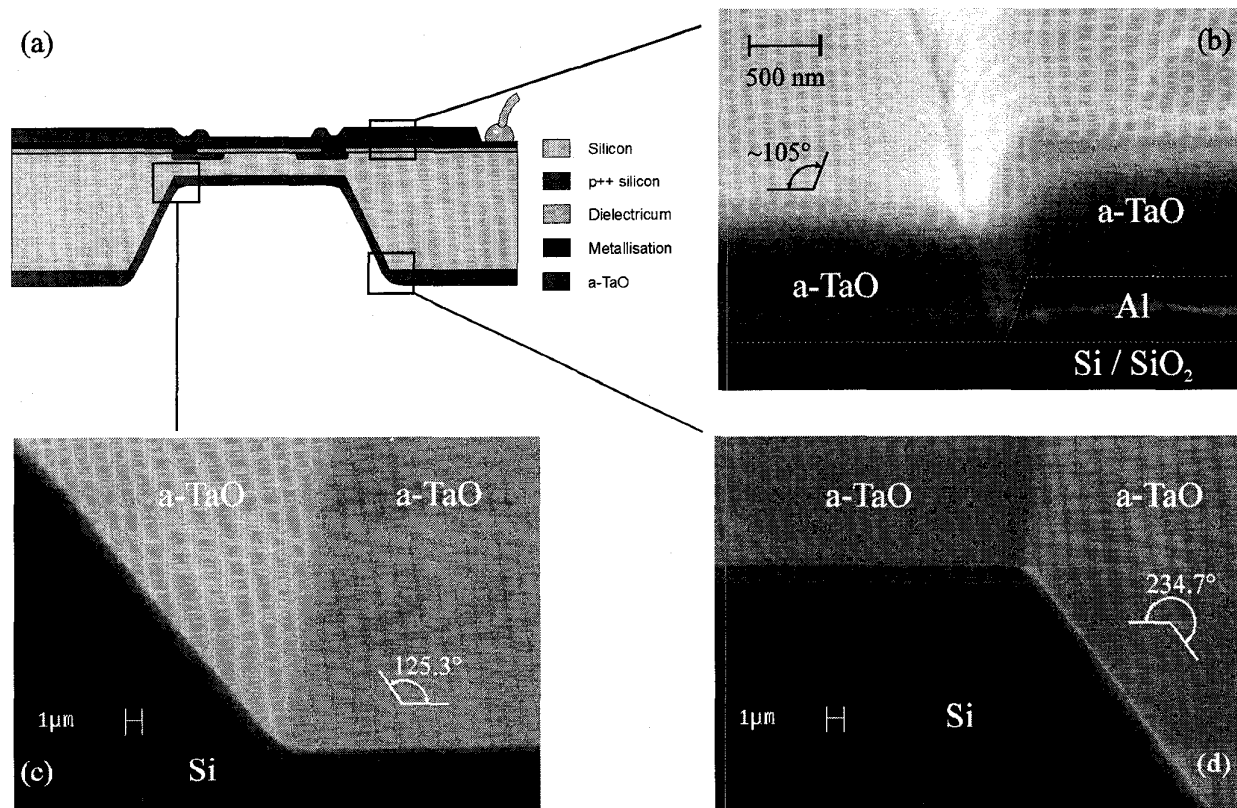 (a)
Silicon
p++ silicon
Dielectricum
Metallisation
a-TaO
(b)
500 nm
~105°
a-TaO
a-TaO
Al
Si / SiO₂
a-TaO
a-TaO
125.3°
1µm
Si
(c)
a-TaO
a-TaO
234.7°
1µm
Si
(d)